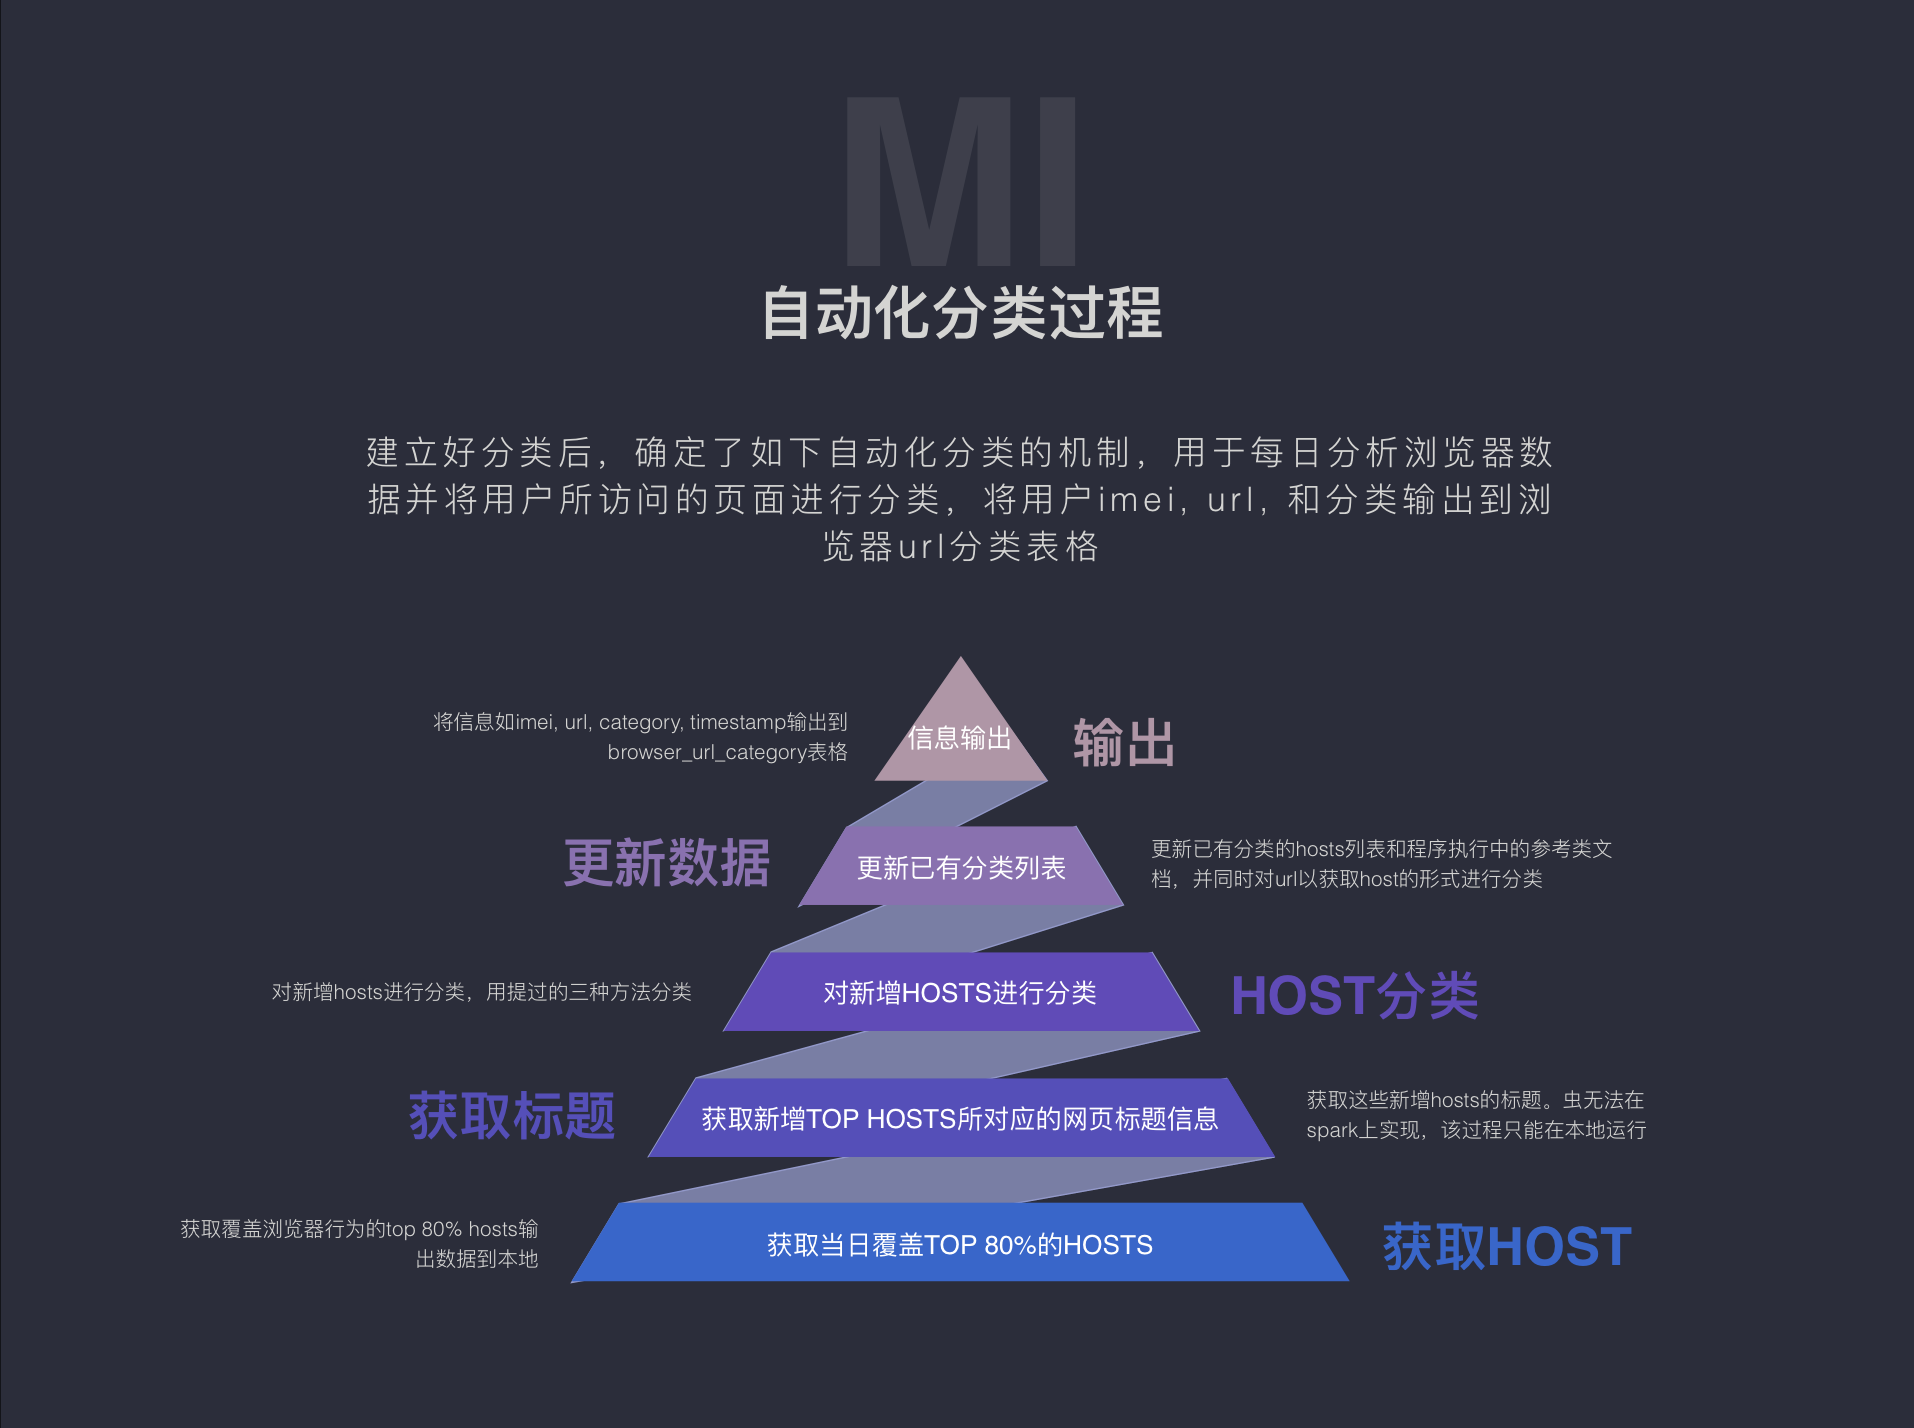 MI
自动化分类过程
建立好分类后，确定了如下自动化分类的机制，用于每日分析浏览器数
据并将用户所访问的页面进行分类，将用户imei, url, 和分类输出到浏
览器url分类表格
将信息如imei, url, category, timestamp输出到
browser_url_category表格
信息输出
输出
更新数据
更新已有分类列表
更新已有分类的hosts列表和程序执行中的参考类文
档，并同时对url以获取host的形式进行分类
对新增hosts进行分类，用提过的三种方法分类
对新增HOSTS进行分类
HOST分类
获取标题
获取新增TOP HOSTS所对应的网页标题信息
获取这些新增hosts的标题。虫无法在
spark上实现，该过程只能在本地运行
获取覆盖浏览器行为的top 80% hosts输
出数据到本地
获取当日覆盖TOP 80%的HOSTS
获取HOST